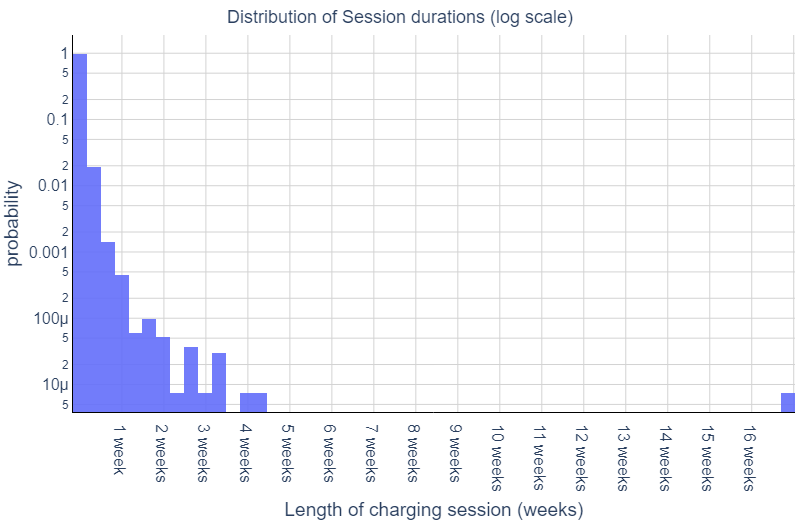 Distribution of Session durations (log scale)
1
5
2
0.1
5
2
0.01
5
2
0.001
5
2
100μ
5
2
10μ
5
probability
1 week
2 weeks
3 weeks
4 weeks
5 weeks
6 weeks
7 weeks
8 weeks
9 weeks
10 weeks
11 weeks
12 weeks
13 weeks
14 weeks
15 weeks
16 weeks
Length of charging session (weeks)